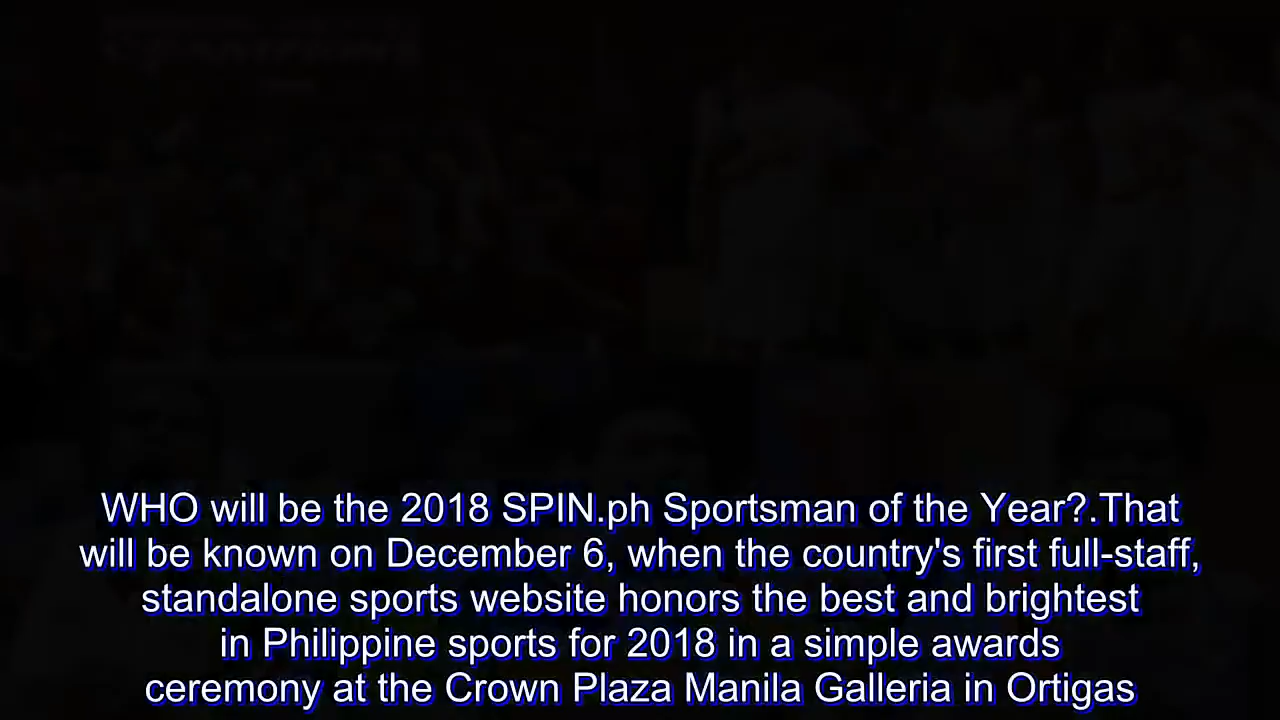 WHO will be the 2018 SPIN.ph Sportsman of the Year?.That
will be known on December 6, when the country's first full-staff,
standalone sports website honors the best and brightest
in Philippine sports for 2018 in a simple awards
ceremony at the Crown Plaza Manila Galleria in Ortigas